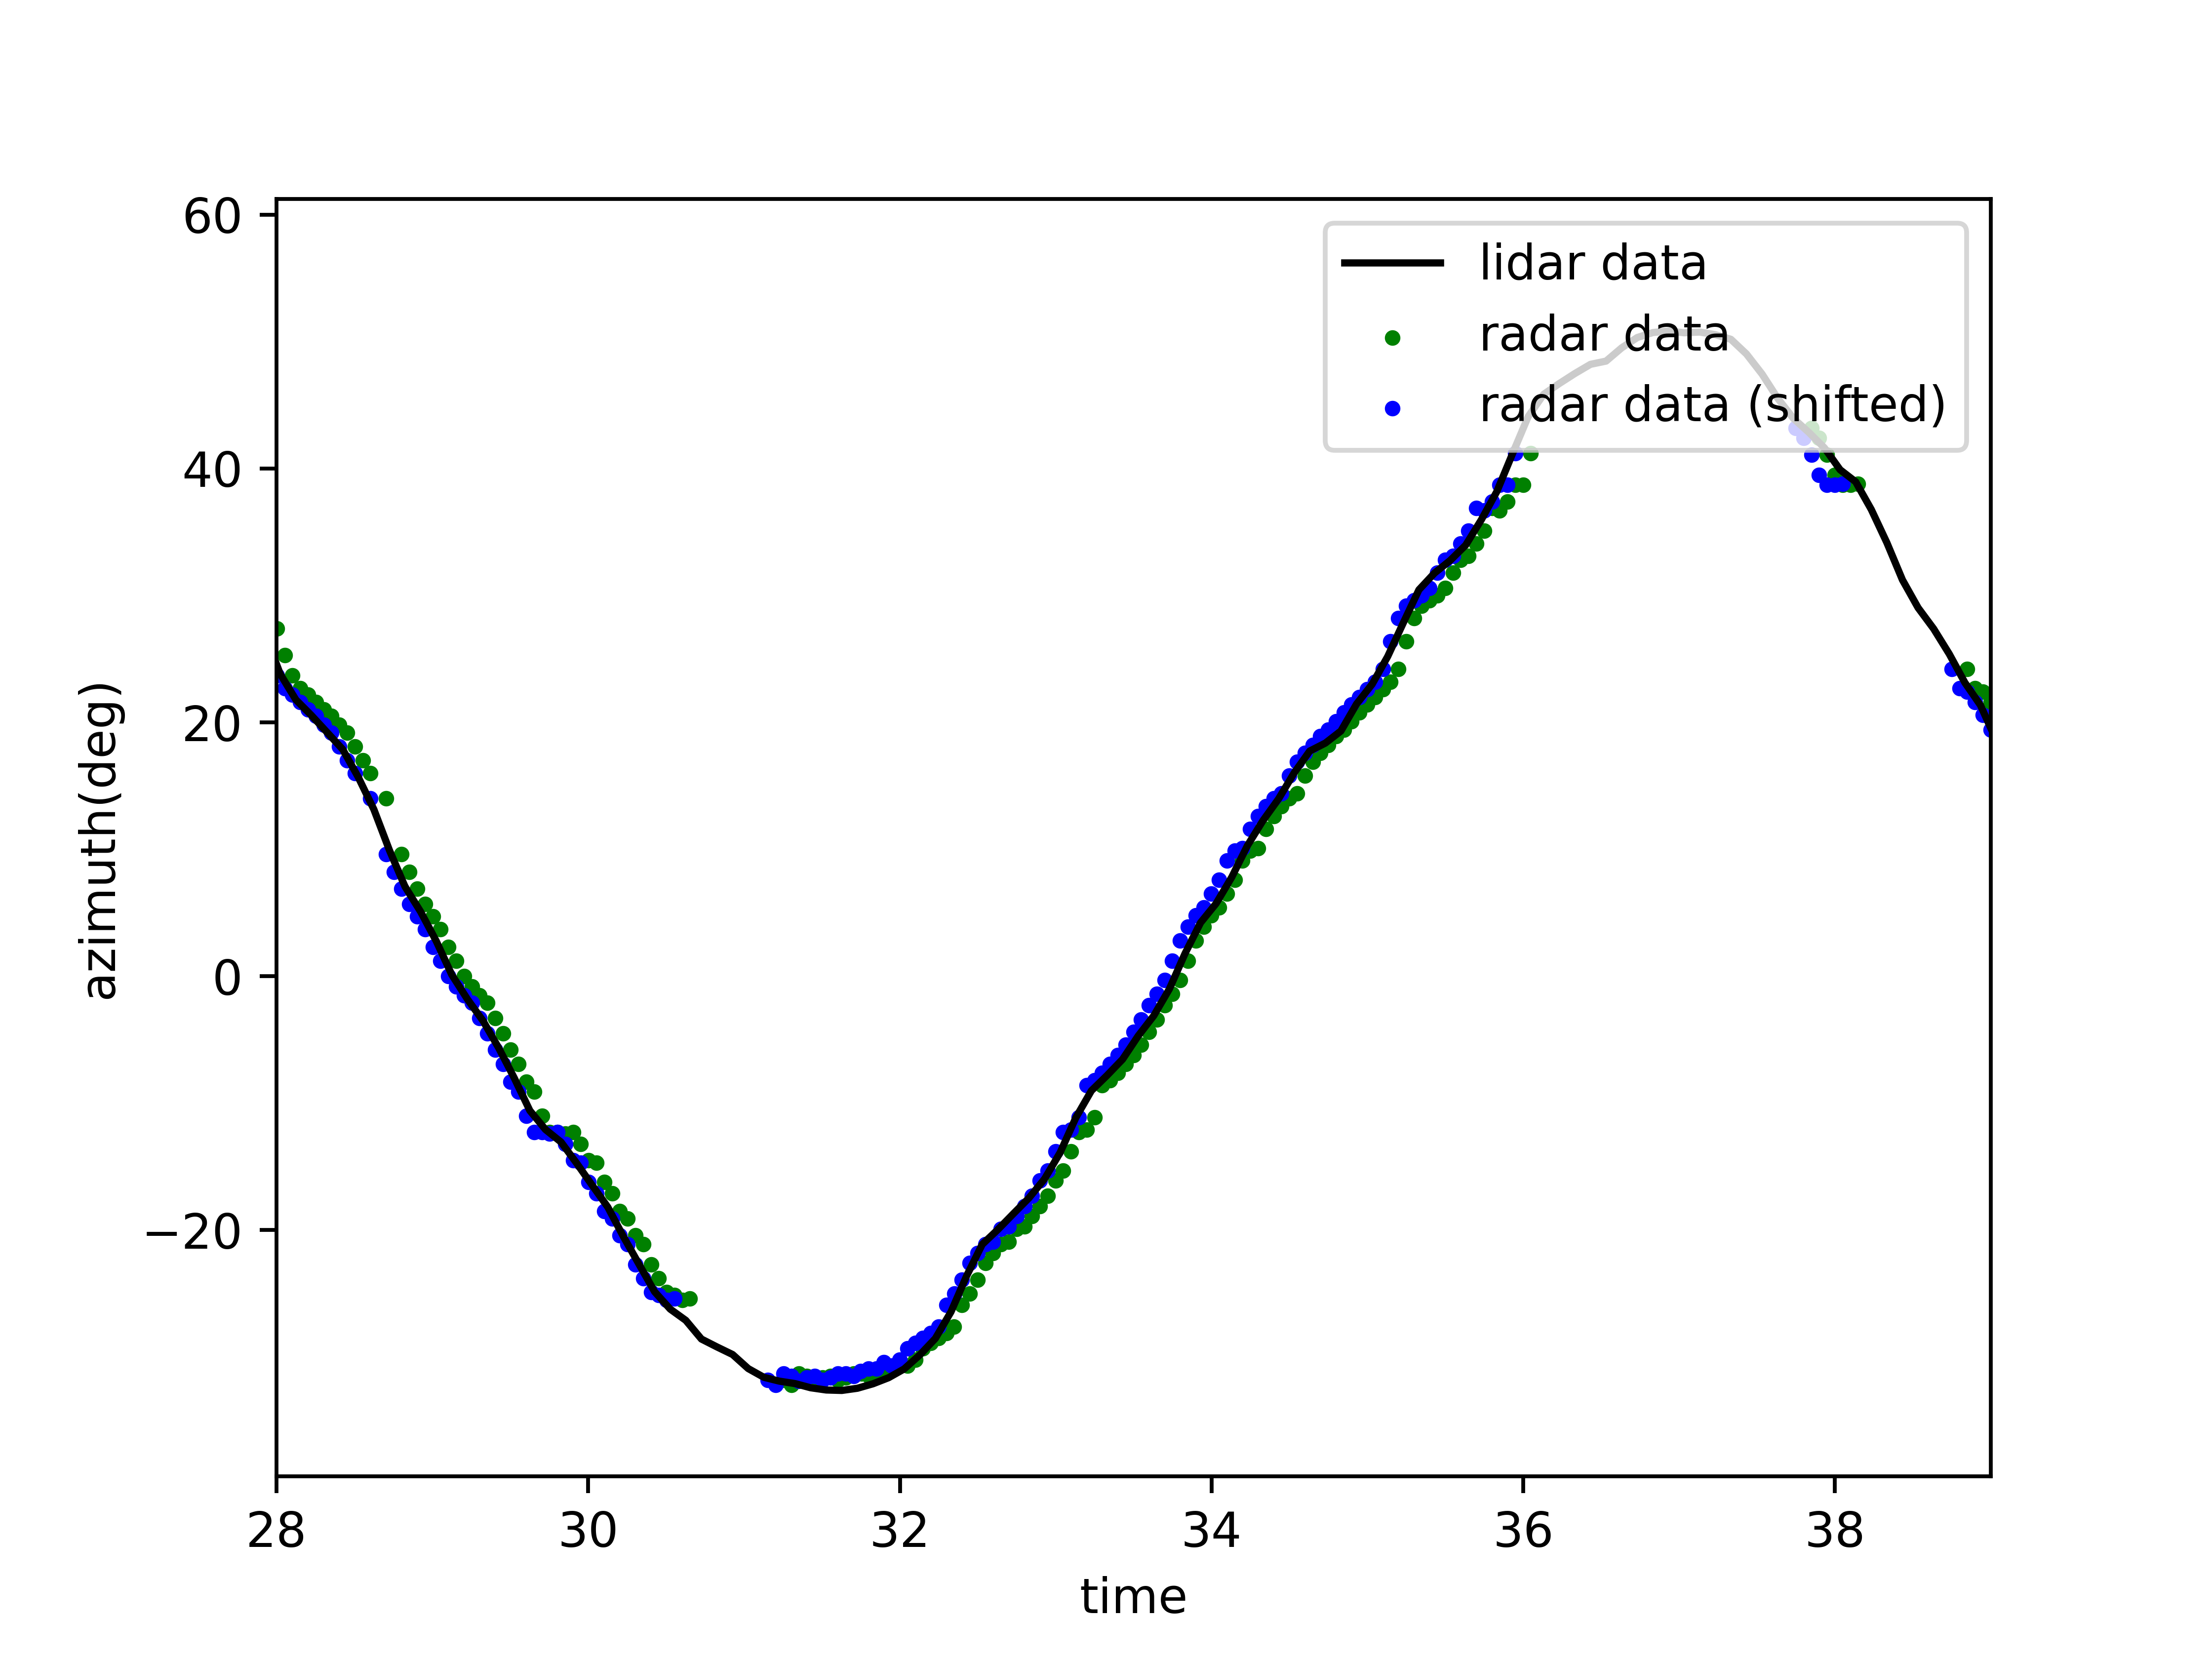 60
40
20
0
−20
azimuth(deg)
lidar data
radar data
radar data (shifted)
28
30
32
34
36
38
time